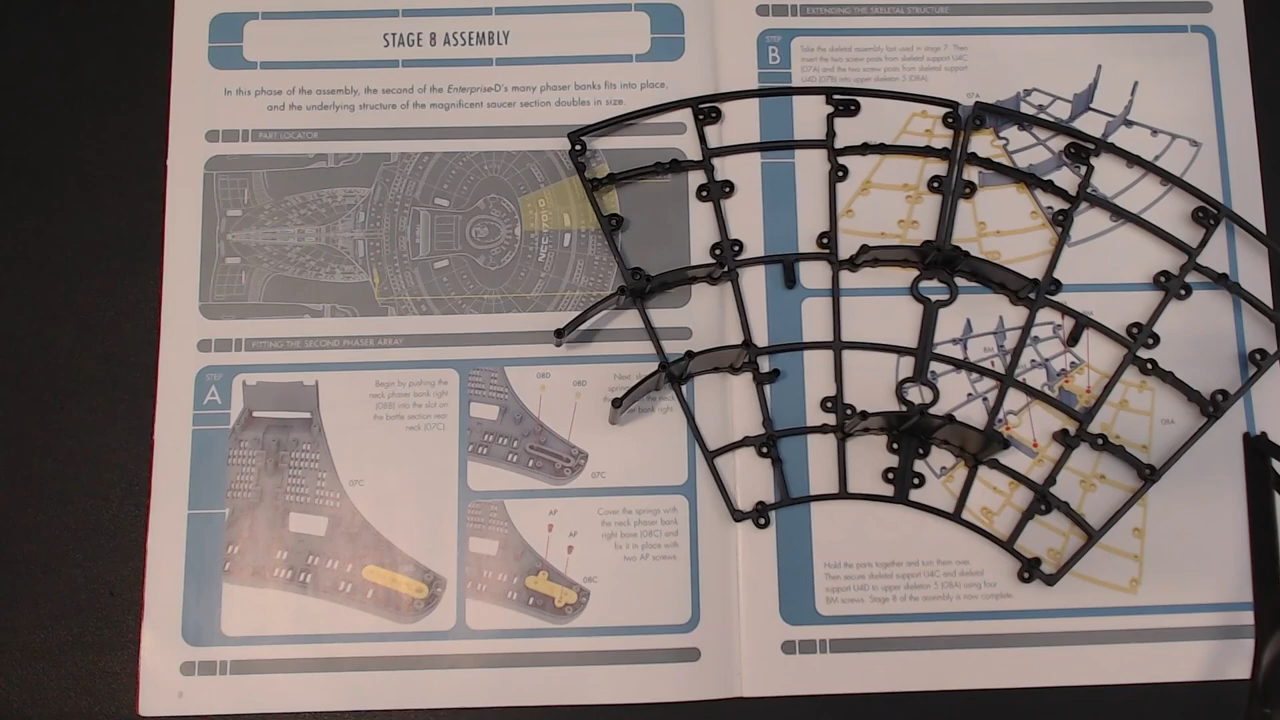 STAGE 8 ASSEMBLY
In this phase of the assembly, the second of the Enterprise-D's many phaser banks fits into place,
and the underlying structure of the magnificent saucer section doubles in size.
PART LOCATOR
NCC-1701-D
FITTING THE SECOND PHASER ARRAY
STEP
A
Begin by pushing the
neck phaser bank right
(08B) into the slot on
the battle section rear
neck (07C).
07C
08D
08D
07C
Next,
bank right
AP
AP
08C
Cover the springs with
the neck phaser bank
right base (08C) and
fix it in place with
two AP screws.
8
EXTENDING THE SKELETAL STRUCTURE
STEP
B
Take the skeletal assembly last used in stage 7. Then
insert the two screw posts from skeletal support U4C
(07A) and the two screw posts from skeletal support
U4D (07B) into upper skeleton 5 (08A).
07A
BM
08A
Hold the parts together and turn them over.
Then secure skeletal support U4C and skeletal
support U4D to upper skeleton 5 (08A) using four
BM screws. Stage 8 of the assembly is now complete.